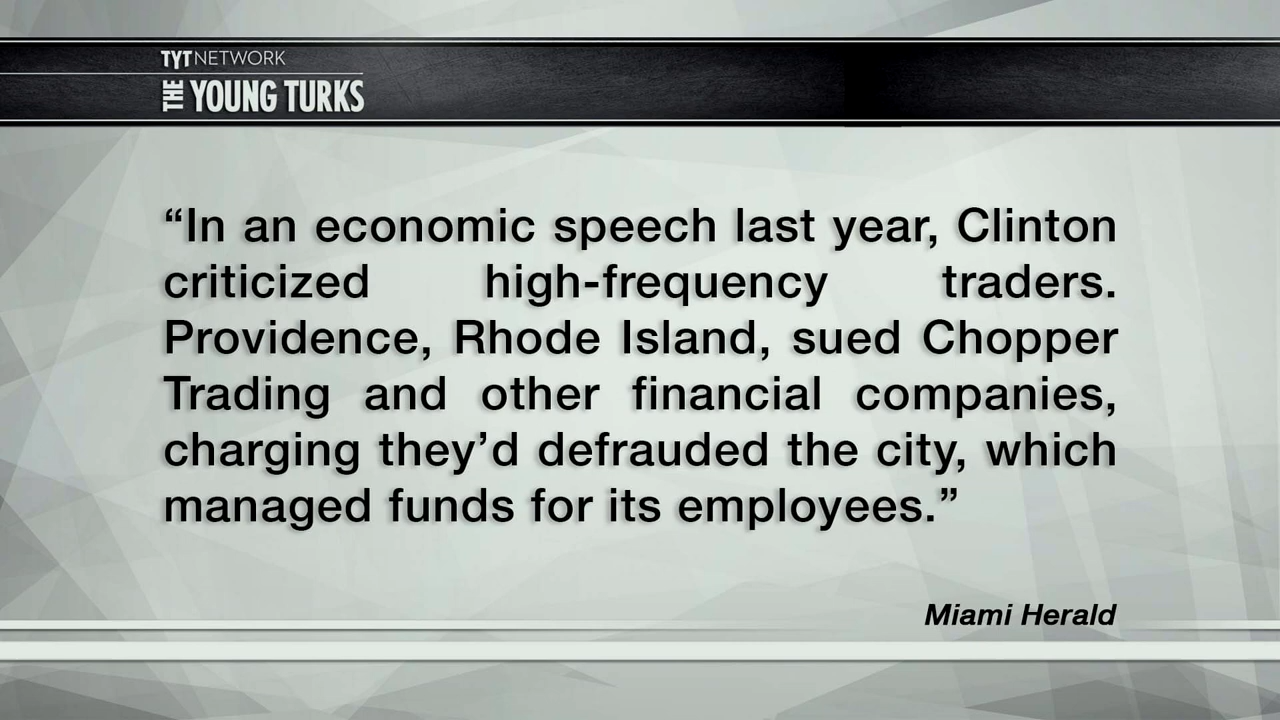 TYT NETWORK
THE YOUNG TURKS
“In an economic speech last year, Clinton
criticized high-frequency traders.
Providence, Rhode Island, sued Chopper
Trading and other financial companies,
charging they’d defrauded the city, which
managed funds for its employees.”
Miami Herald